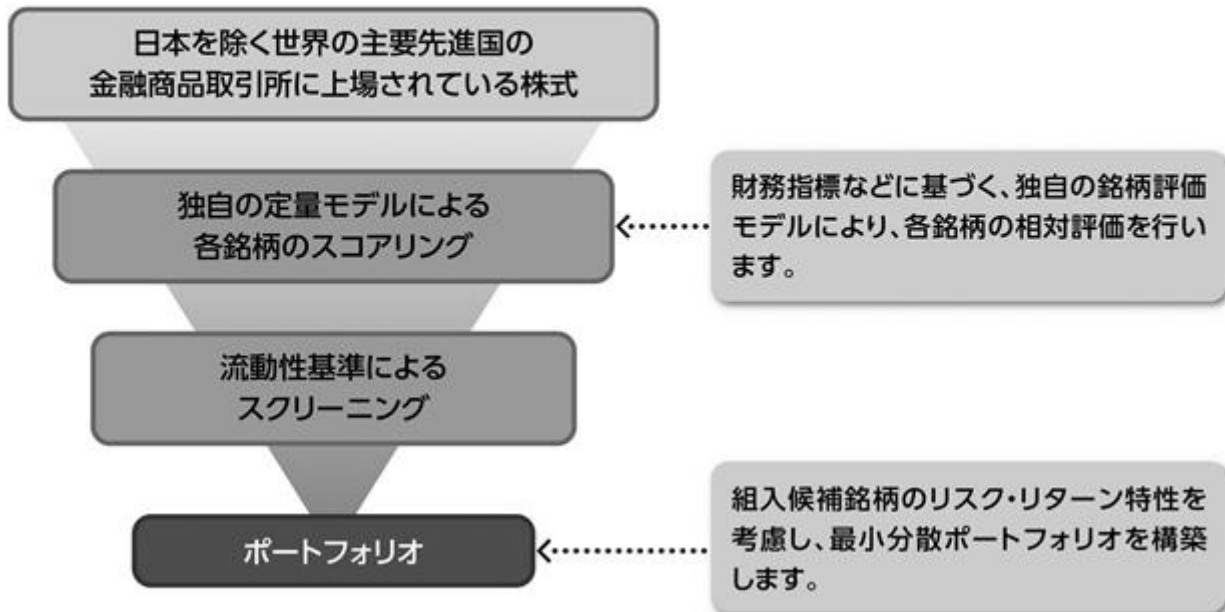 日本を除く世界の主要先進国の
金融商品取引所に上場されている株式
独自の定量モデルによる
各銘柄のスコアリング
財務指標などに基づく、独自の銘柄評価
モデルにより、各銘柄の相対評価を行い
ます。
流動性基準による
スクリーニング
ポートフォリオ
組入候補銘柄のリスク・リターン特性を
考慮し、最小分散ポートフォリオを構築
します。